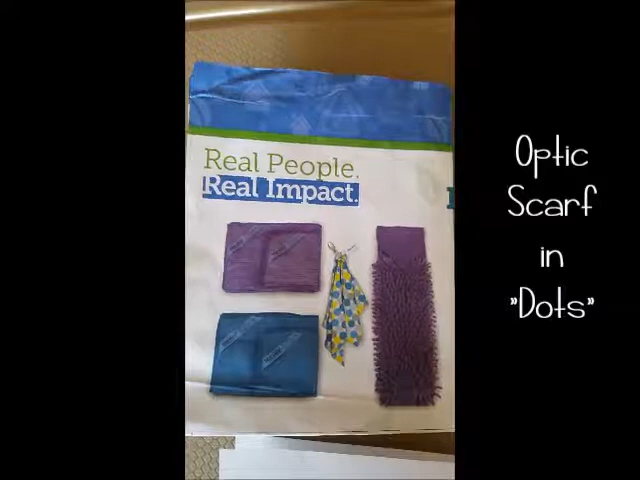 Real People.
Real Impact.
Optic
Scarf
in
"Dots"